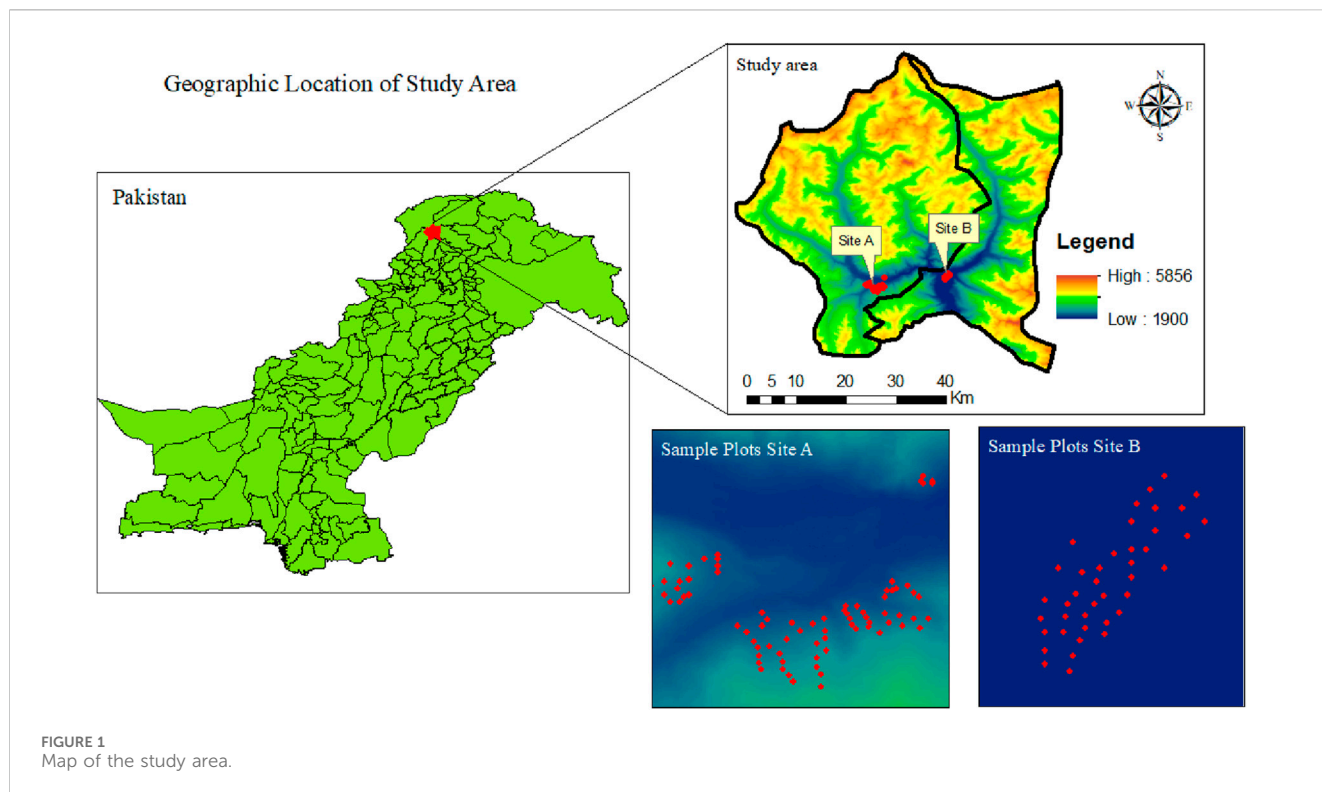 Geographic Location of Study Area
Pakistan
Study area
N
W
E
S
Site A
Site B
Legend
High : 5856
Low : 1900
0 5 10 20 30 40
Km
Sample Plots Site A
Sample Plots Site B
FIGURE 1
Map of the study area.